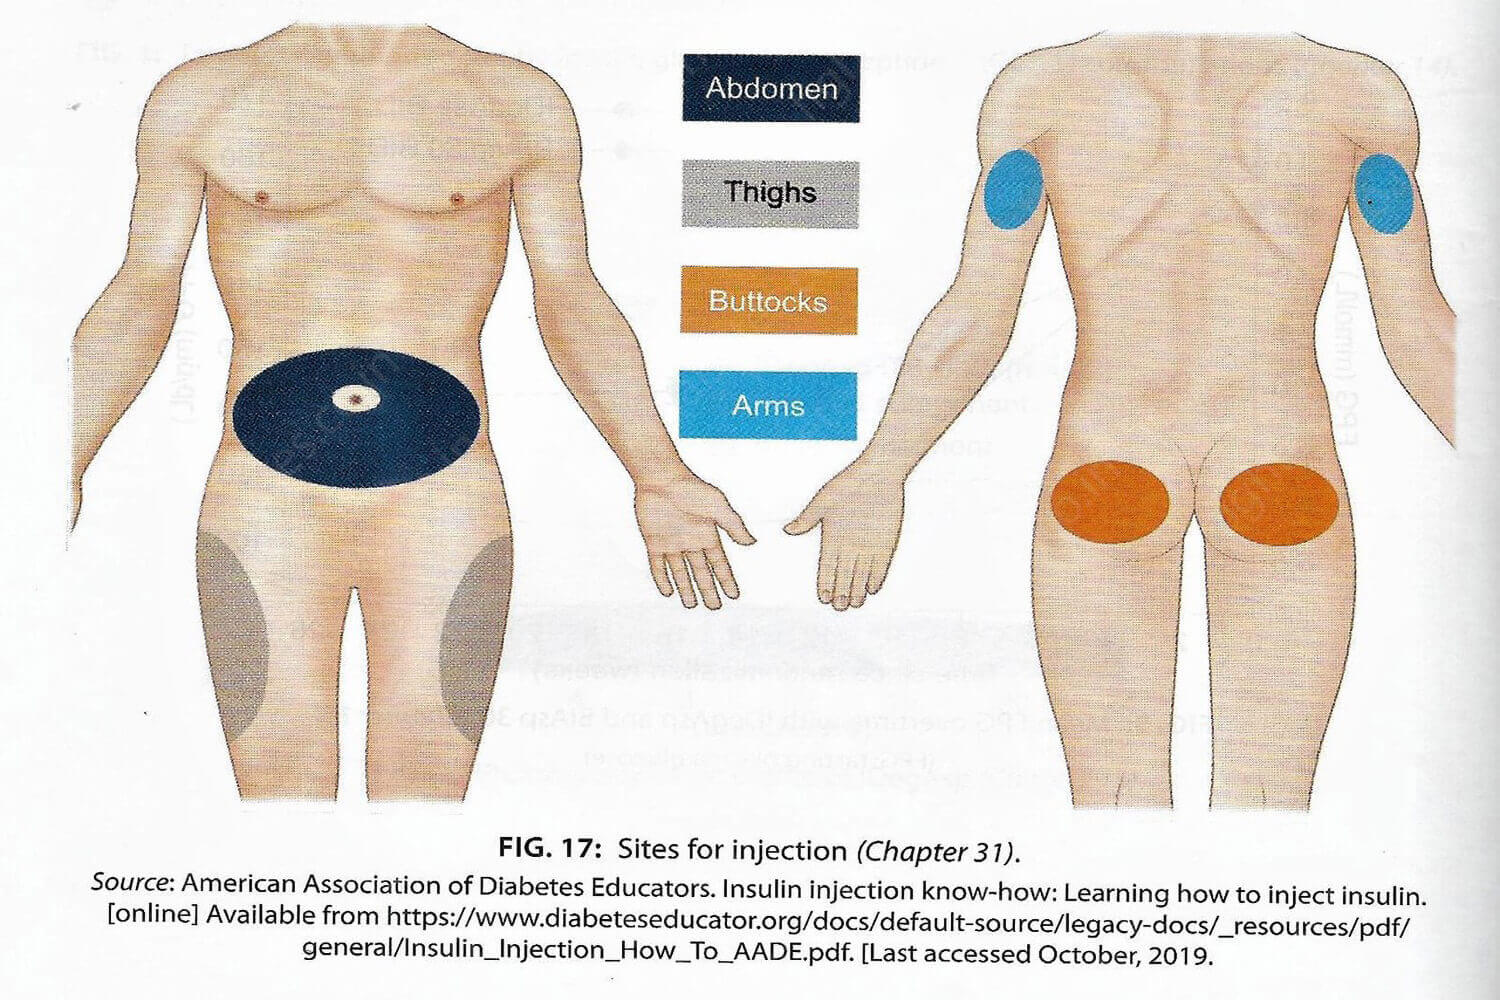 Abdomen
Thighs
Buttocks
Arms
FIG. 17: Sites for injection (Chapter 31).
Source: American Association of Diabetes Educators. Insulin injection know-how: Learning how to inject insulin.
[online] Available from https://www.diabeteseducator.org/docs/default-source/legacy-docs/_resources/pdf/
general/Insulin_Injection_How_To_AADE.pdf. [Last accessed October, 2019.